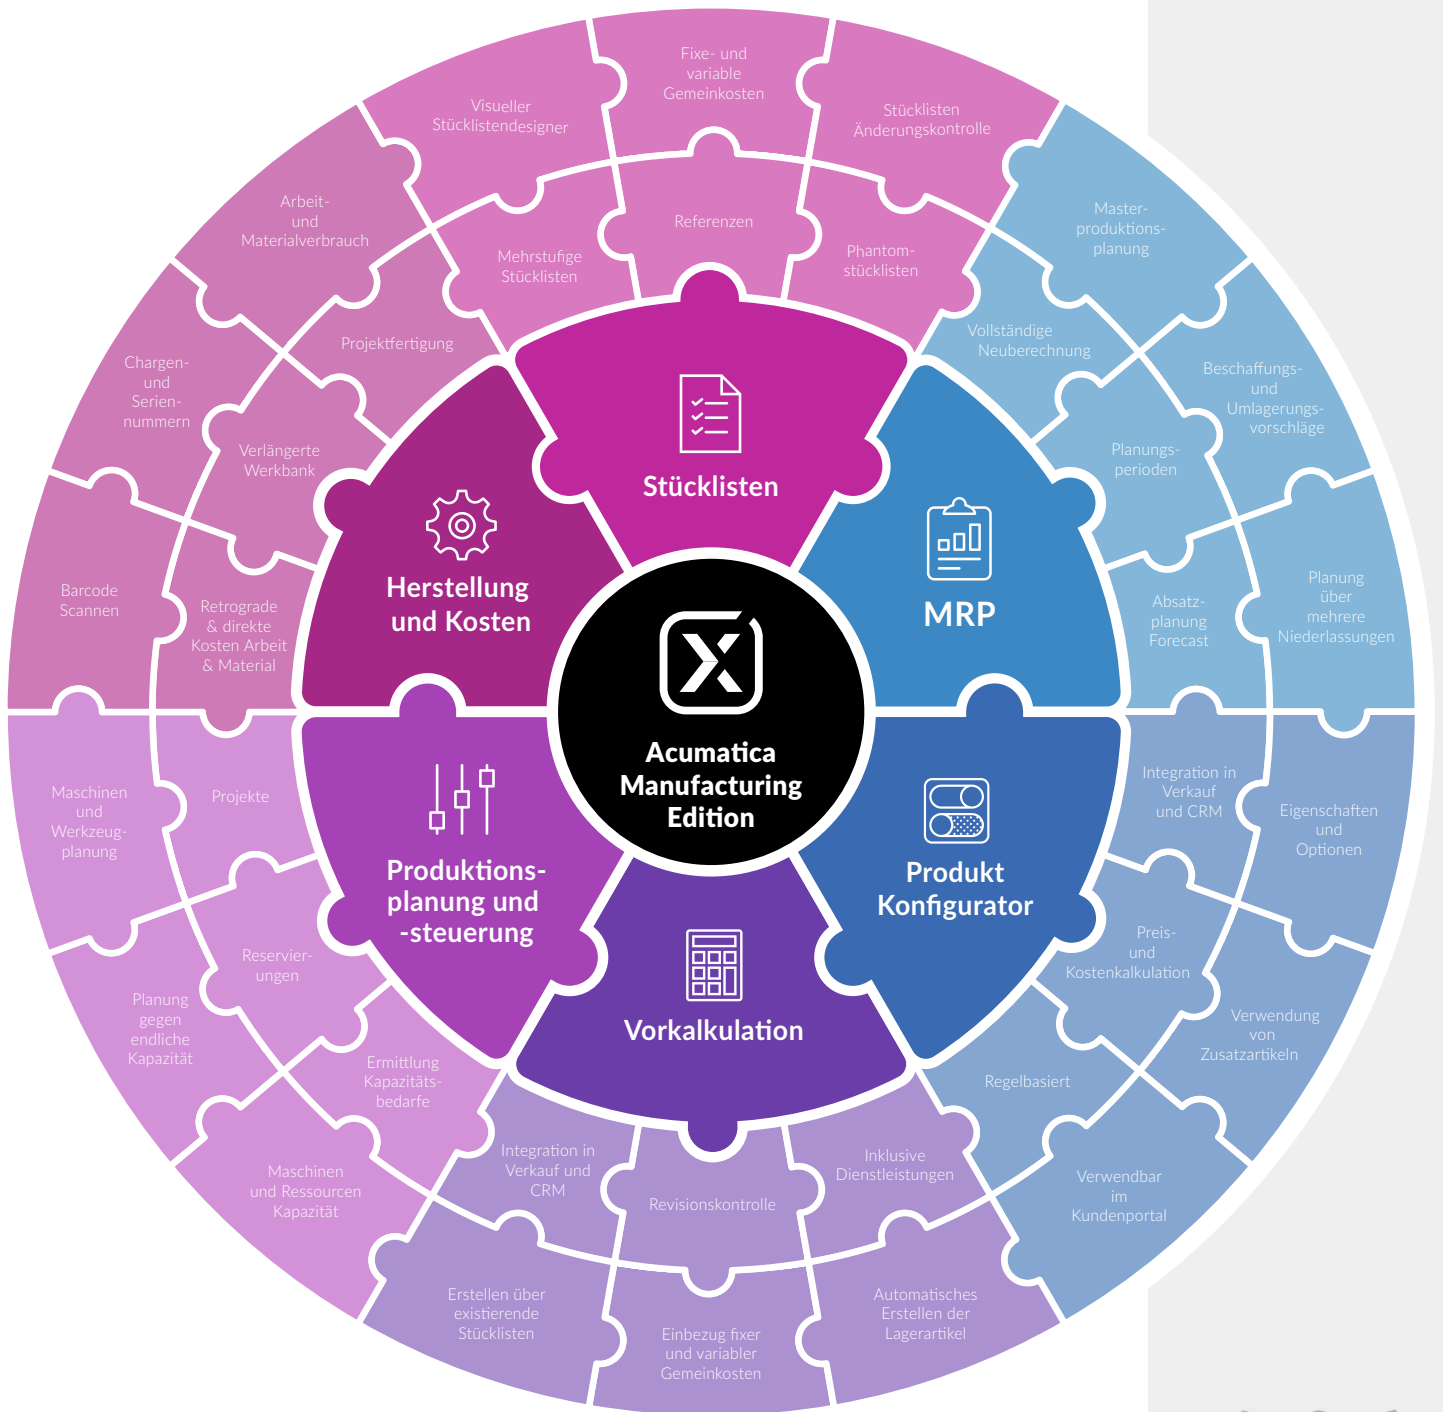 Fixe- und
variable
Gemeinkosten
Visueller
Stücklistendesigner
Stücklisten
Änderungskontrolle
Referenzen
Mehrstufige
Stücklisten
Phantom-
stücklisten
Arbeit-
und
Materialverbrauch
Projektfertigung
Chargen-
und
Serien-
nummern
Verlängerte
Werkbank
Barcode
Scannen
Retrograde
& direkte
Kosten Arbeit
& Material
Master-
produktions-
planung
Vollständige
Neuberechnung
Beschaffungs-
und
Umlagerungs-
vorschläge
Planungs-
perioden
Planung
über
mehrere
Niederlassungen
Absatz-
planung
Forecast
Stücklisten
Herstellung
und Kosten
MRP
Acumatica
Manufacturing
Edition
Produktions-
planung und
-steuerung
Produkt
Konfigurator
Vorkalkulation
Maschinen
und
Werkzeug-
planung
Projekte
Planung
gegen
endliche
Kapazität
Reservier-
ungen
Ermittlung
Kapazitäts-
bedarfe
Maschinen
und Ressourcen
Kapazität
Integration in
Verkauf
und CRM
Eigenschaften
und
Optionen
Preis-
und
Kostenkalkulation
Verwendung
von
Zusatzartikeln
Regelbasiert
Verwendbar
im
Kundenportal
Integration in
Verkauf und
CRM
Revisionskontrolle
Inklusive
Dienstleistungen
Erstellen über
existierende
Stücklisten
Einbezug fixer
und variabler
Gemeinkosten
Automatisches
Erstellen der
Lagerartikel